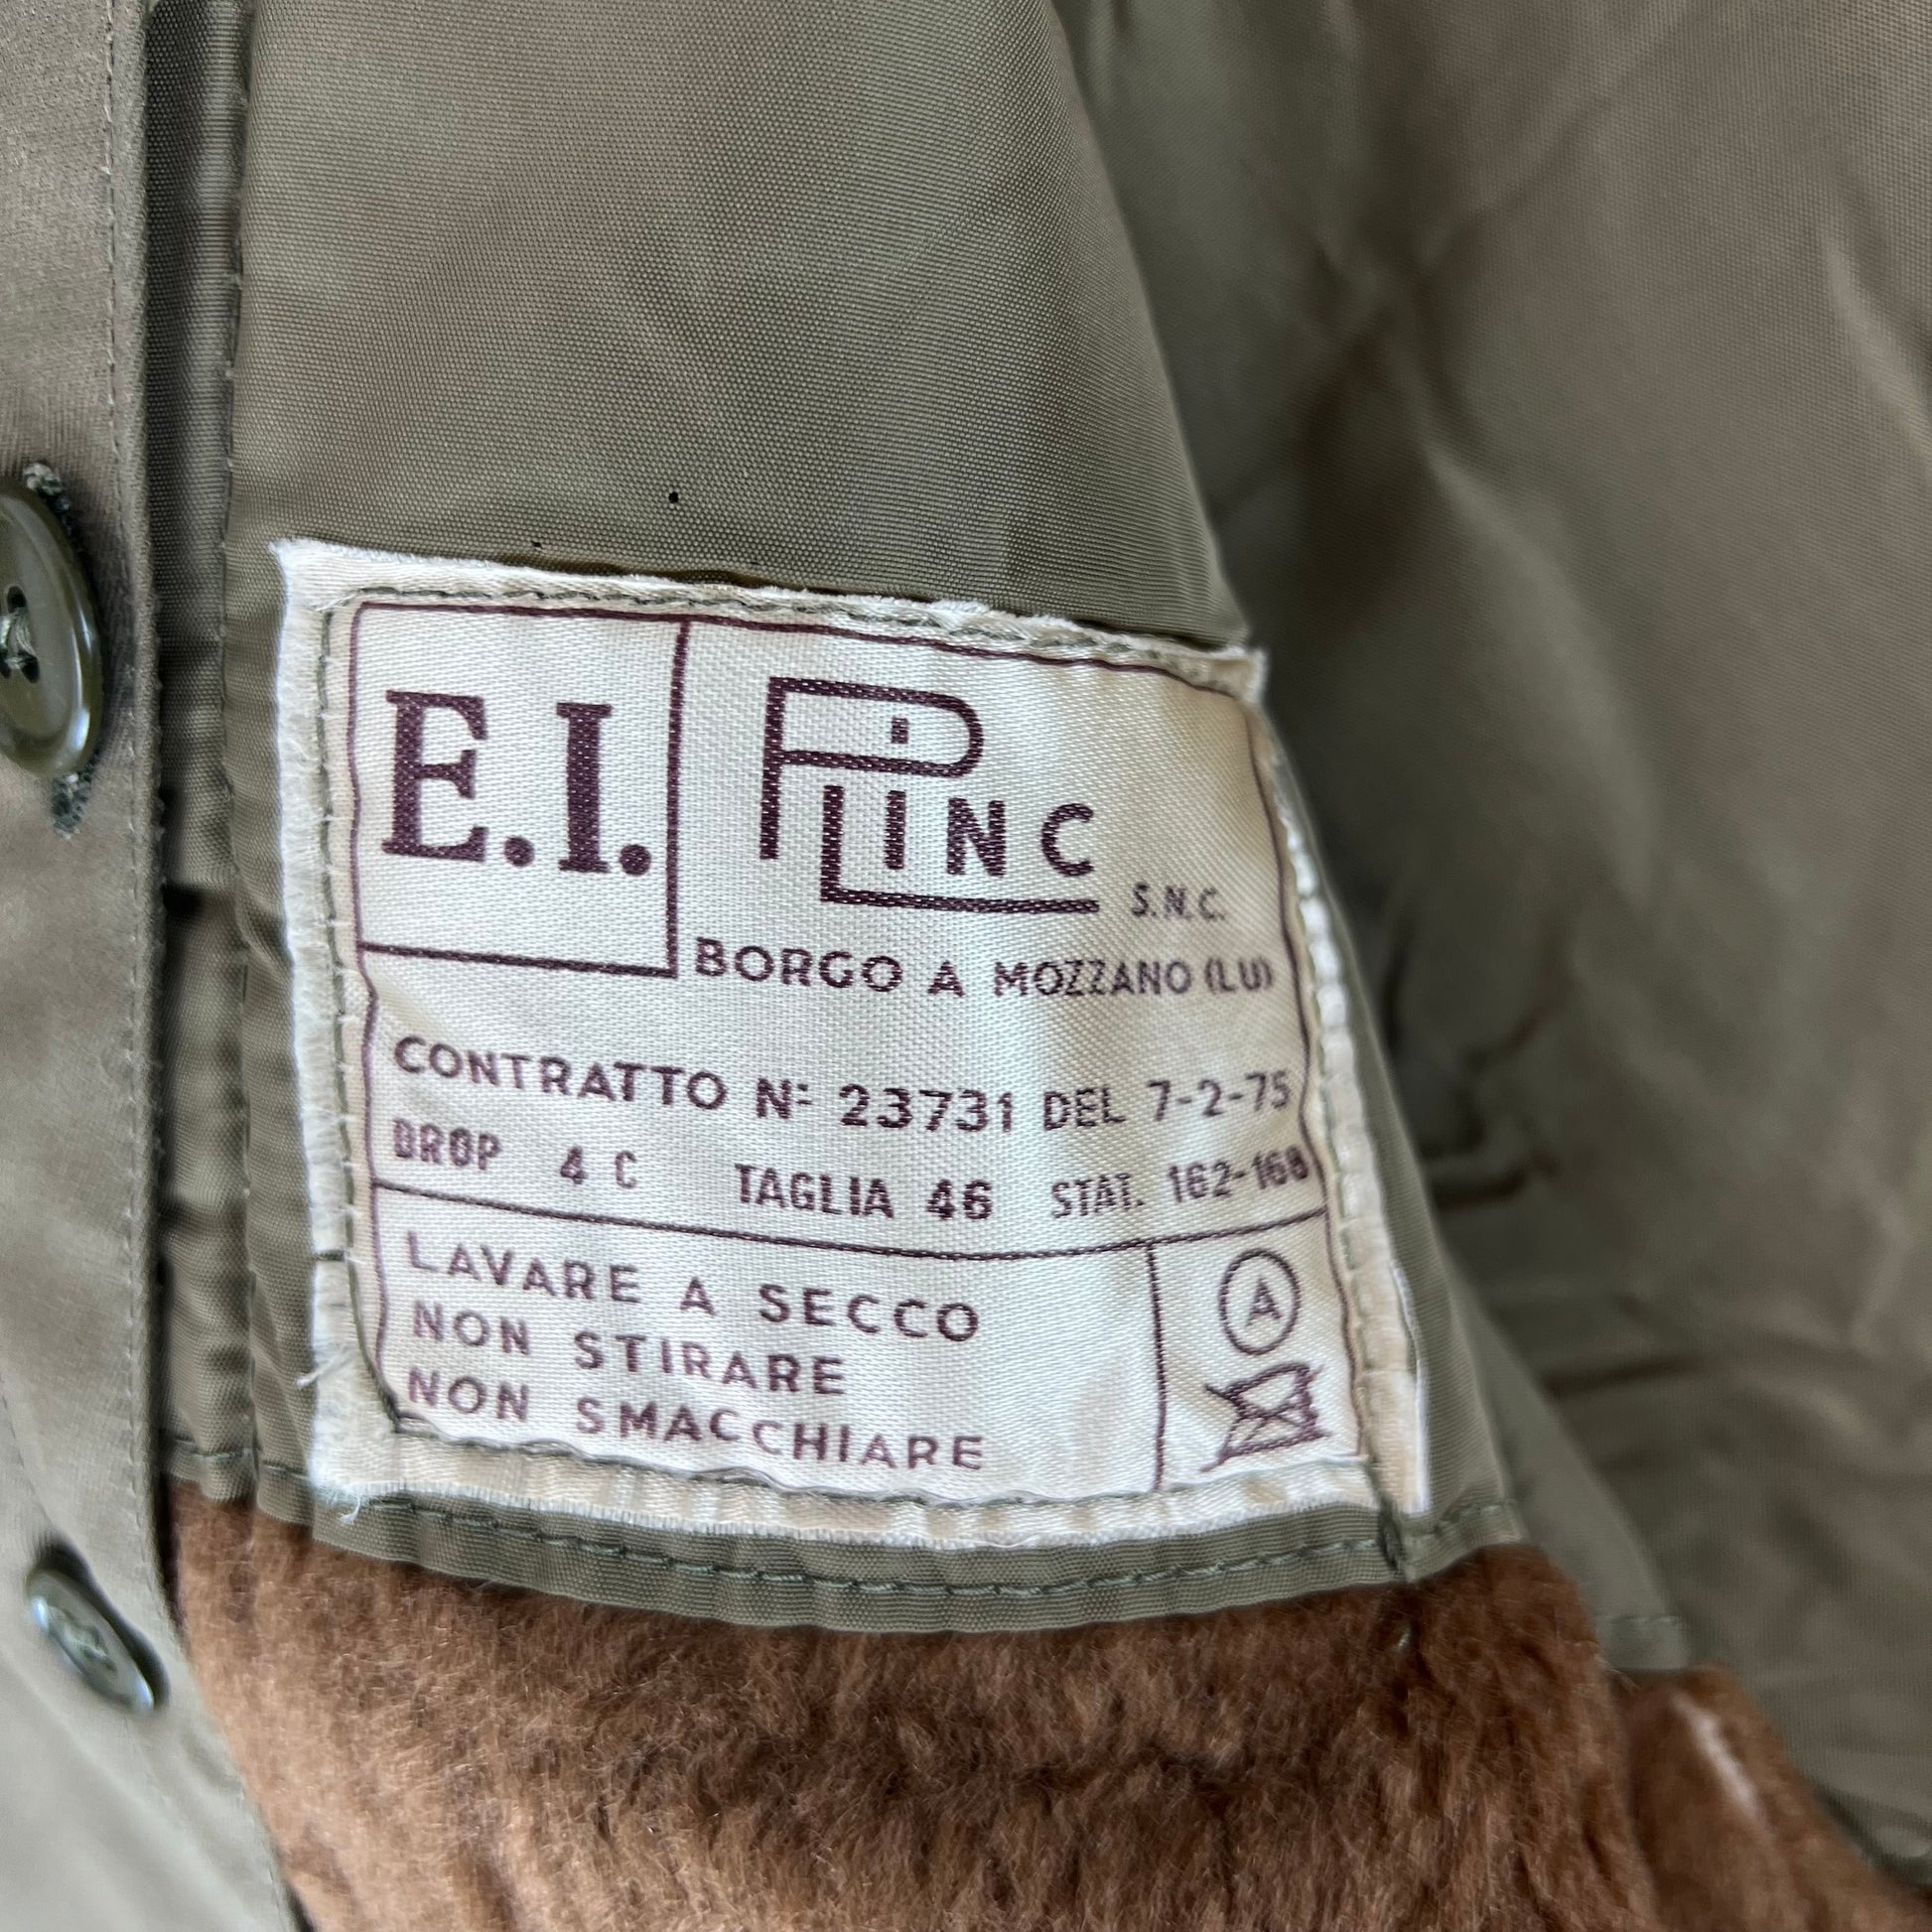 E.I.
PiLINC S.N.C.
BORGO A MOZZANO (LU)
CONTRATTO N= 23731 DEL 7-2-75
DROP 4 C TAGLIA 46 STAT. 162-168
LAVARE A SECCO
NON STIRARE
NON SMACCHIARE
A